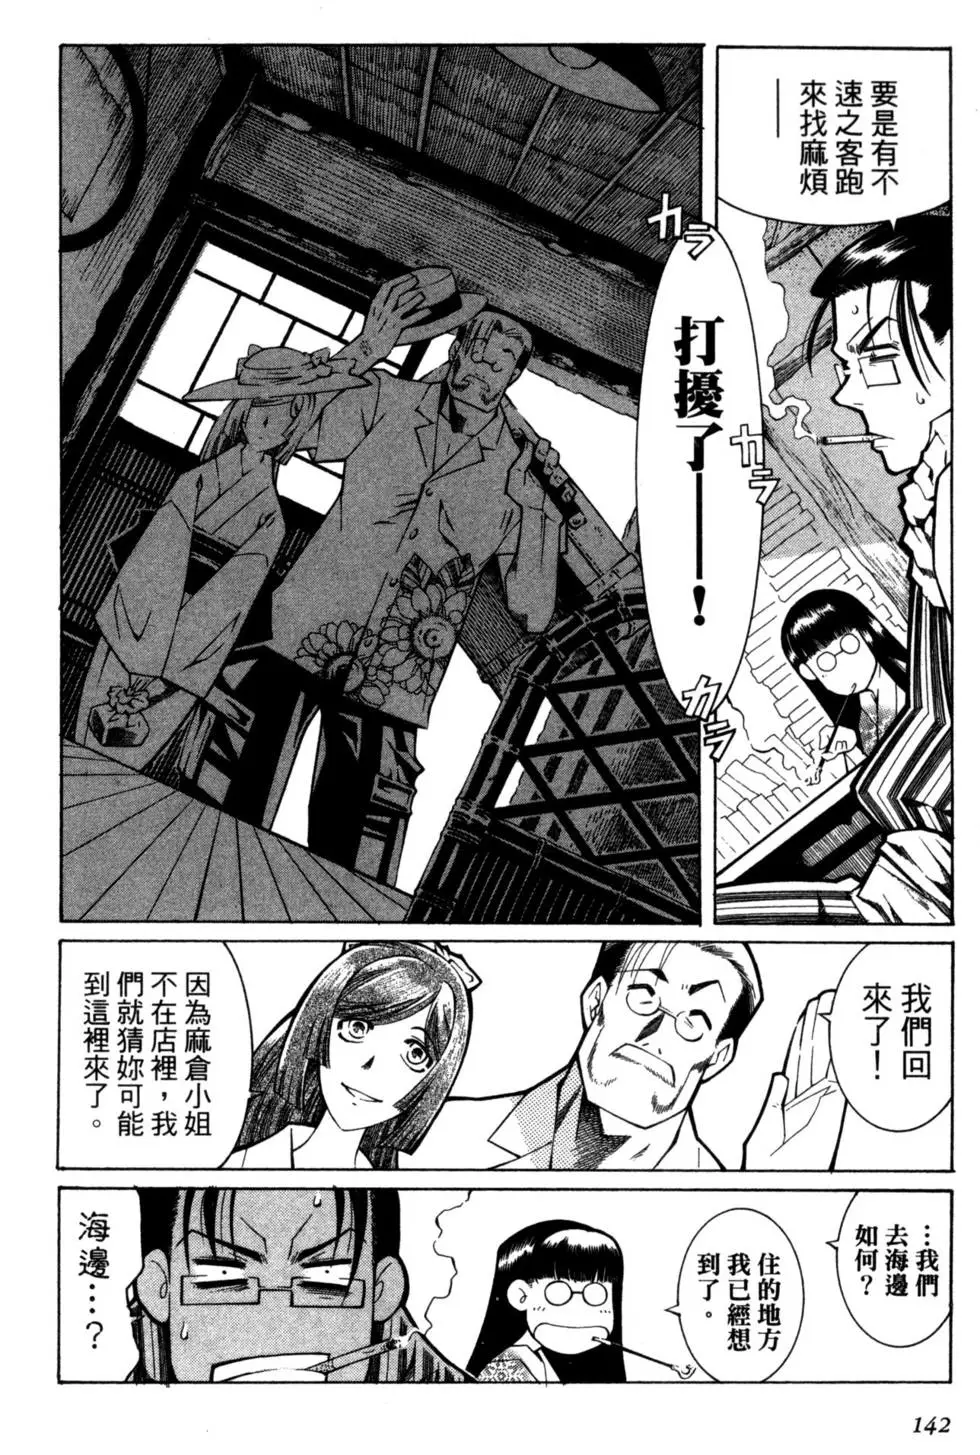 要是有不
速之客跑
來找麻煩
——
カラ
打擾了——！
カラ
カラ
我們回
來了！
因為麻倉小姐
不在店裡，我
們就猜妳可能
到這裡來了。
…我們
去海邊
如何？
住的地方
我已經想
到了。
海邊…？
142